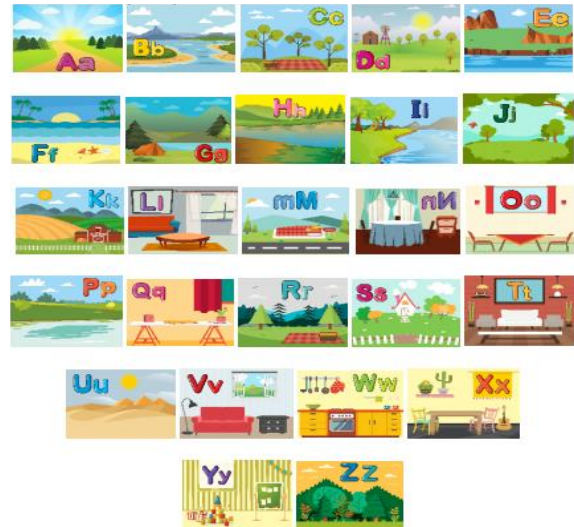 Aa Bb Cc Dd Ee
Ff Gg Hh Ii Jj
Kk Ll mM nN Oo
Pp Qq Rr Ss Tt
Uu Vv Ww Xx
Yy Zz